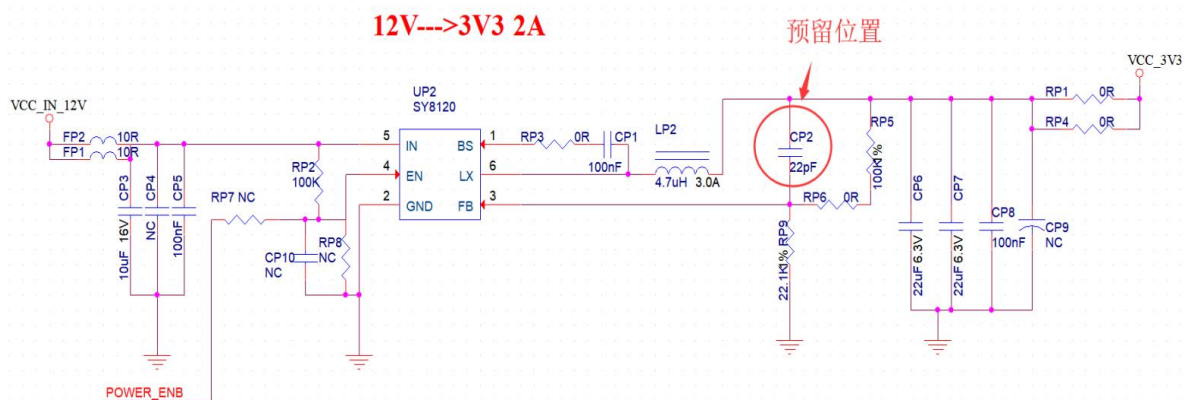 12V--->3V3 2A
预留位置
VCC_IN_12V
VCC_3V3
UP2
SY8120
FP2 10R
FP1 10R
CP3
10uF 16V
CP4
NC
CP5
100nF
RP2
100K
5 IN
4 EN
2 GND
BS 1
LX 6
FB 3
RP3 0R
CP1
100nF
LP2
4.7uH 3.0A
CP2
22pF
RP5
100K 1%
RP6 0R
RP9
22.1K 1%
RP7 NC
RP8
NC
CP10
NC
CP6
22uF 6.3V
CP7
22uF 6.3V
CP8
100nF
CP9
NC
RP1 0R
RP4 0R
POWER_ENB